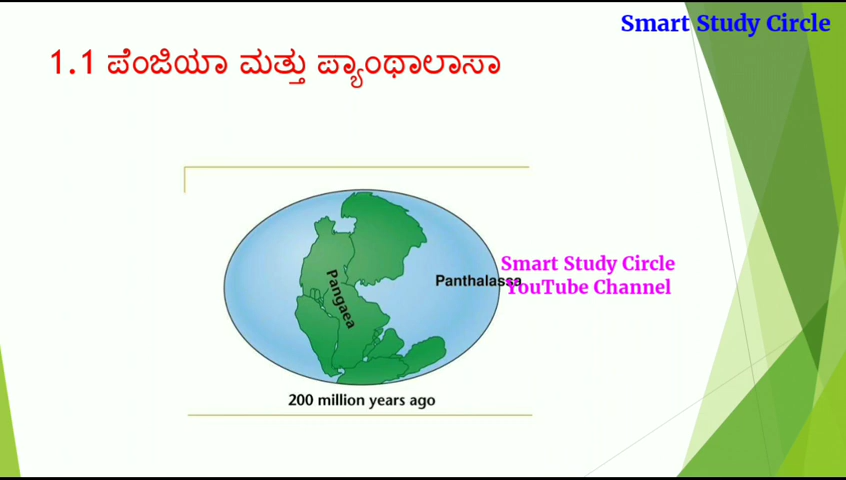 Smart Study Circle
1.1 ಪೆಂಜಿಯಾ ಮತ್ತು ಪ್ಯಾಂಥಾಲಾಸಾ
Pangaea
Panthalassa
Smart Study Circle
YouTube Channel
200 million years ago